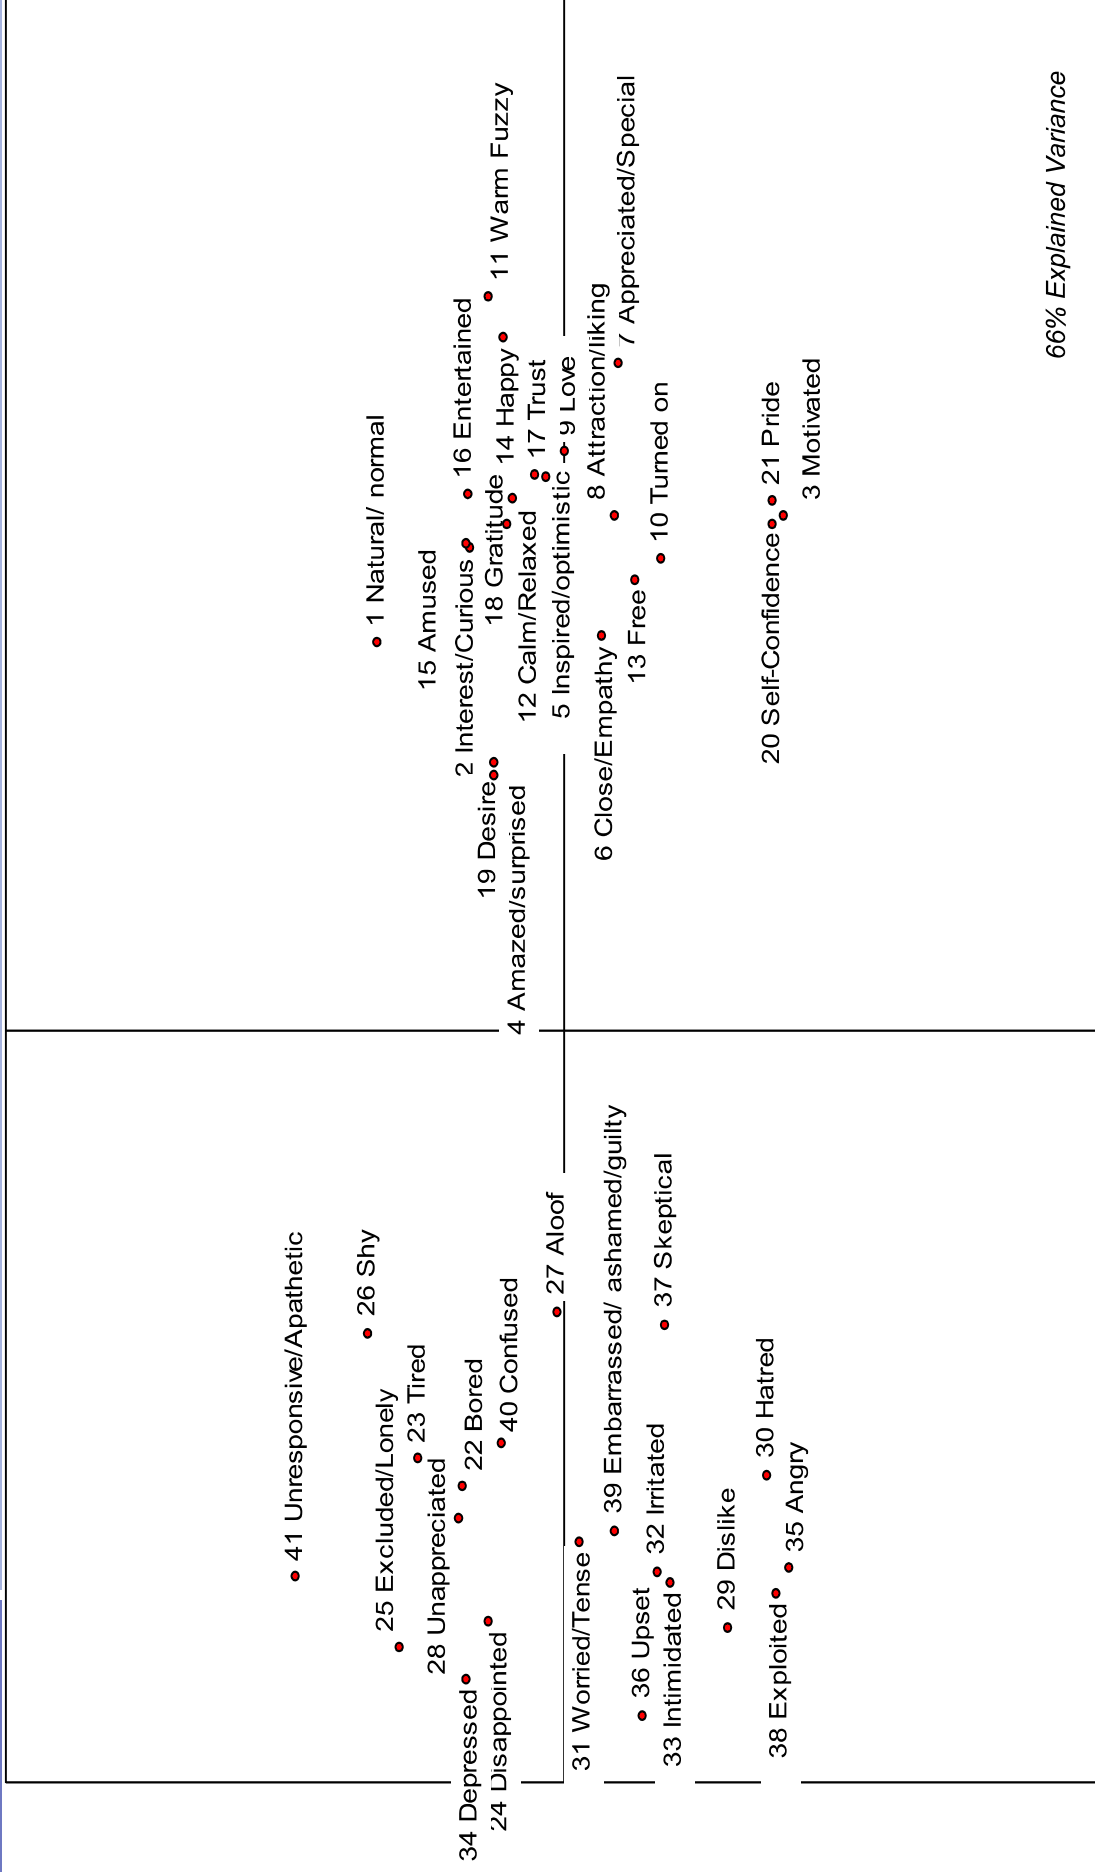 41 Unresponsive/Apathetic
26 Shy
1 Natural/ normal
25 Excluded/Lonely
23 Tired
15 Amused
28 Unappreciated
16 Entertained
2 Interest/Curious
34 Depressed
22 Bored
19 Desire
18 Gratitude
11 Warm Fuzzy
24 Disappointed
40 Confused
14 Happy
4 Amazed/surprised
12 Calm/Relaxed
17 Trust
27 Aloof
5 Inspired/optimistic
9 Love
31 Worried/Tense
8 Attraction/liking
6 Close/Empathy
39 Embarrassed/ ashamed/guilty
7 Appreciated/Special
13 Free
36 Upset
32 Irritated
10 Turned on
33 Intimidated
37 Skeptical
29 Dislike
30 Hatred
20 Self-Confidence
21 Pride
38 Exploited
35 Angry
3 Motivated
66% Explained Variance